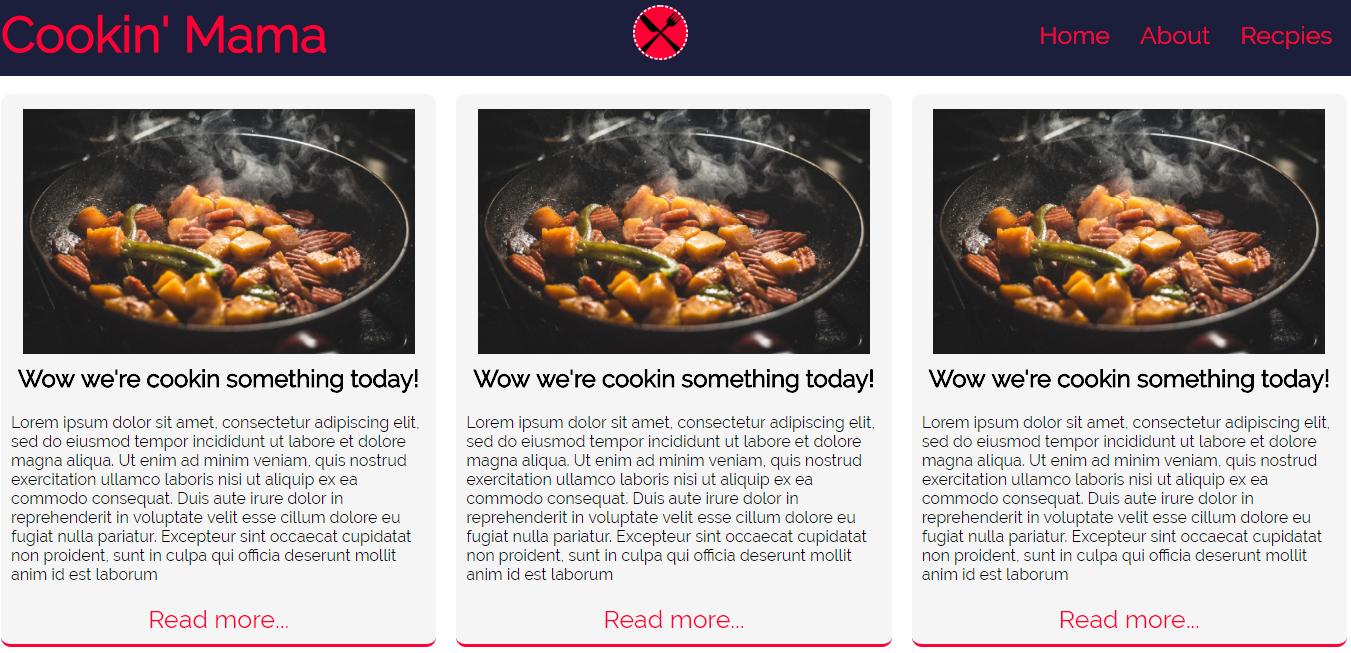 Cookin' Mama
Home About Recpies
Wow we're cookin something today!
Lorem ipsum dolor sit amet, consectetur adipiscing elit,
sed do eiusmod tempor incididunt ut labore et dolore
magna aliqua. Ut enim ad minim veniam, quis nostrud
exercitation ullamco laboris nisi ut aliquip ex ea
commodo consequat. Duis aute irure dolor in
reprehenderit in voluptate velit esse cillum dolore eu
fugiat nulla pariatur. Excepteur sint occaecat cupidatat
non proident, sunt in culpa qui officia deserunt mollit
anim id est laborum
Read more...
Wow we're cookin something today!
Lorem ipsum dolor sit amet, consectetur adipiscing elit,
sed do eiusmod tempor incididunt ut labore et dolore
magna aliqua. Ut enim ad minim veniam, quis nostrud
exercitation ullamco laboris nisi ut aliquip ex ea
commodo consequat. Duis aute irure dolor in
reprehenderit in voluptate velit esse cillum dolore eu
fugiat nulla pariatur. Excepteur sint occaecat cupidatat
non proident, sunt in culpa qui officia deserunt mollit
anim id est laborum
Read more...
Wow we're cookin something today!
Lorem ipsum dolor sit amet, consectetur adipiscing elit,
sed do eiusmod tempor incididunt ut labore et dolore
magna aliqua. Ut enim ad minim veniam, quis nostrud
exercitation ullamco laboris nisi ut aliquip ex ea
commodo consequat. Duis aute irure dolor in
reprehenderit in voluptate velit esse cillum dolore eu
fugiat nulla pariatur. Excepteur sint occaecat cupidatat
non proident, sunt in culpa qui officia deserunt mollit
anim id est laborum
Read more...